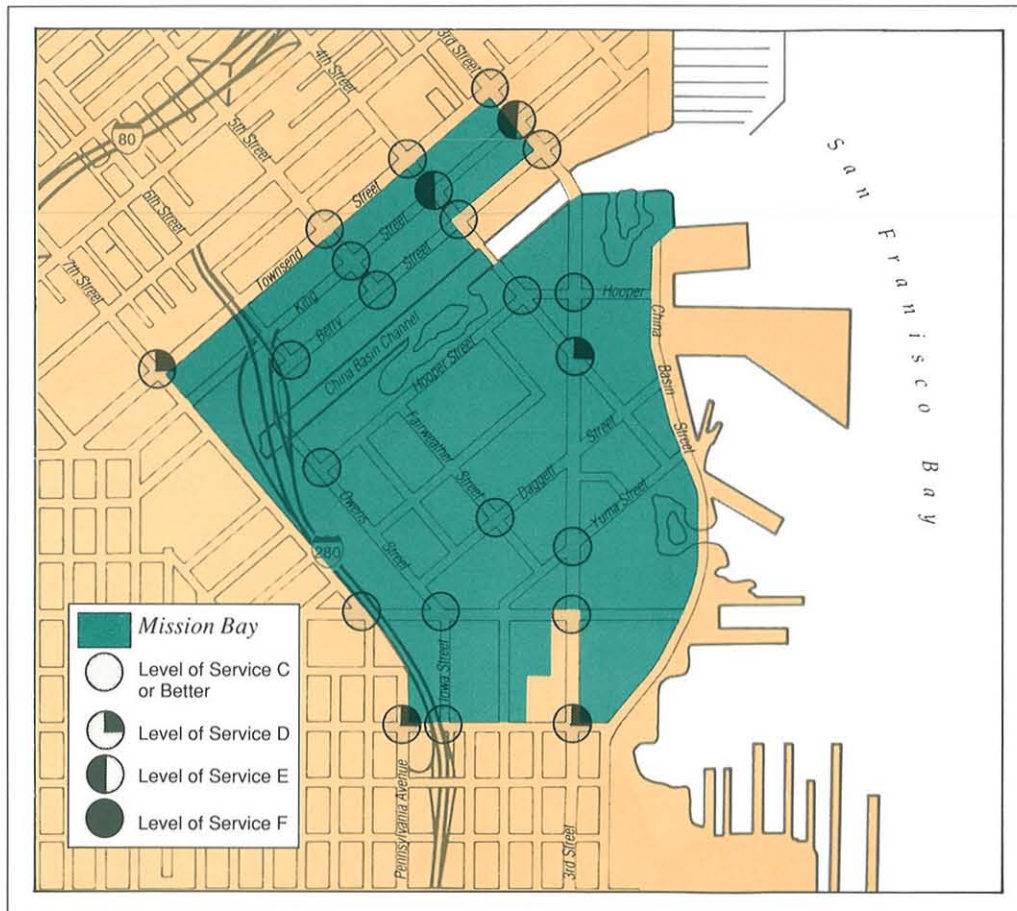 3rd Street
4th Street
5th Street
6th Street
7th Street
80
Townsend
Street
King
Street
Berry
Street
China Basin Channel
Hooper Street
Hooper
China
Basin
Street
Fairweather
Street
Daggett
Street
Yuma Street
Owens
Street
280
Iowa Street
Pennsylvania Avenue
3rd Street
San Francisco Bay
Mission Bay
Level of Service C
or Better
Level of Service D
Level of Service E
Level of Service F